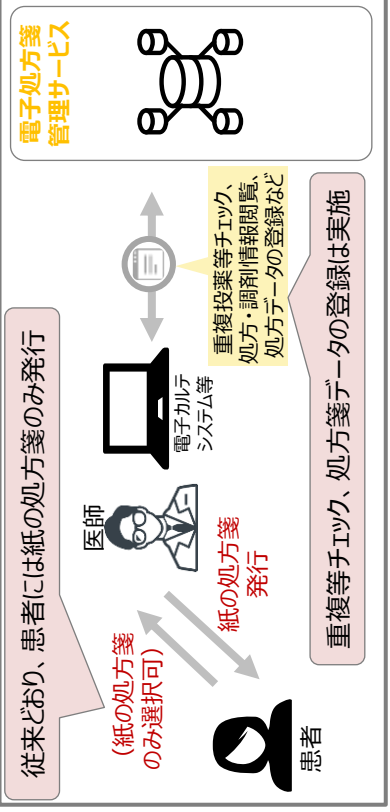 従来どおり、患者には紙の処方箋のみ発行
電子処方箋
管理サービス
医師
(紙の処方箋
のみ選択可)
紙の処方箋
発行
患者
電子カルテ
システム等
重複投薬等チェック、
処方・調剤情報閲覧、
処方データの登録など
重複等チェック、処方箋データの登録は実施